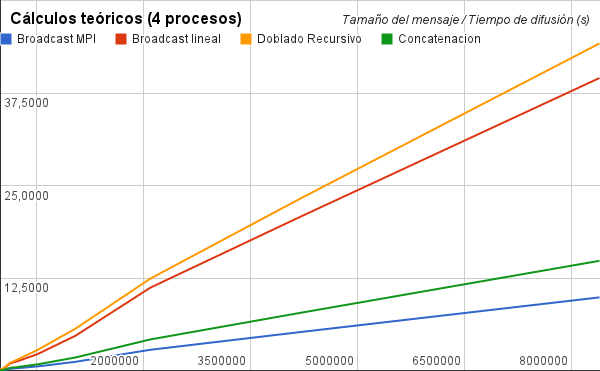 Cálculos teóricos (4 procesos)
Tamaño del mensaje / Tiempo de difusión (s)
Broadcast MPI Broadcast lineal Doblado Recursivo Concatenacion
37,5000
25,0000
12,5000
2000000 3500000 5000000 6500000 8000000